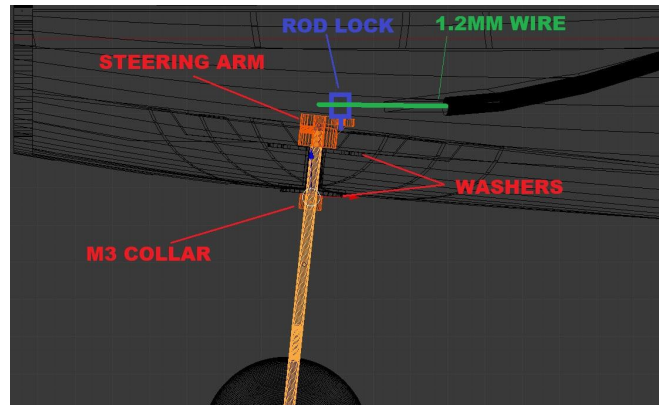 ROD LOCK
1.2MM WIRE
STEERING ARM
WASHERS
M3 COLLAR